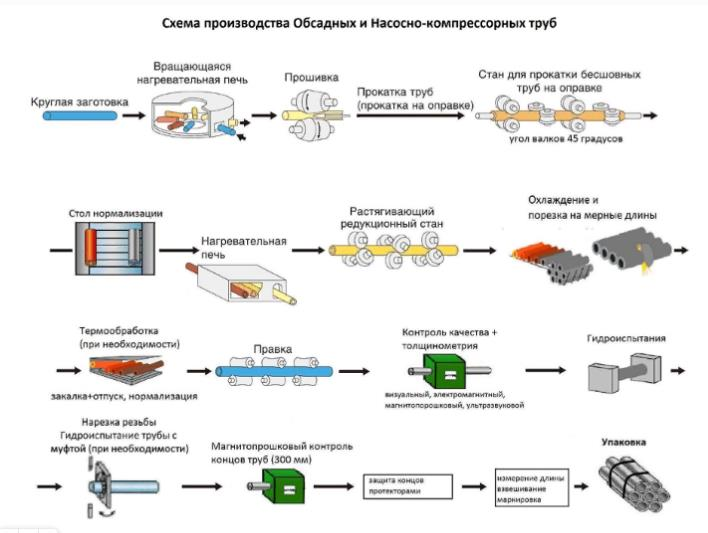 Схема производства Обсадных и Насосно-компрессорных труб
Круглая заготовка
Вращающаяся
нагревательная печь
Прошивка
Прокатка труб
(прокатка на оправке)
Стан для прокатки бесшовных
труб на оправке
угол валков 45 градусов
Стол нормализации
Нагревательная
печь
Растягивающий
редукционный стан
Охлаждение и
порезка на мерные длины
Термообработка
(при необходимости)
закалка+отпуск, нормализация
Правка
Контроль качества +
толщинометрия
визуальный, электромагнитный,
магнитопорошковый, ультразвуковой
Гидроиспытания
Нарезка резьбы
Гидроиспытание трубы с
муфтой (при необходимости)
Магнитопрошковый контроль
концов труб (300 мм)
защита концов
протекторами
измерение длины
взвешивание
маркировка
Упаковка